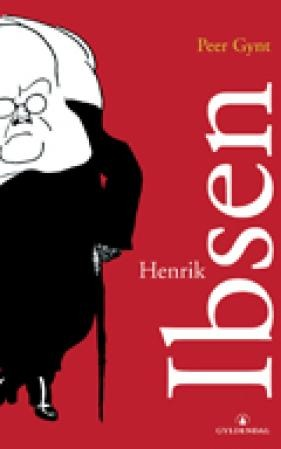 Peer Gynt
Henrik
Ibsen
GYLDENDAL